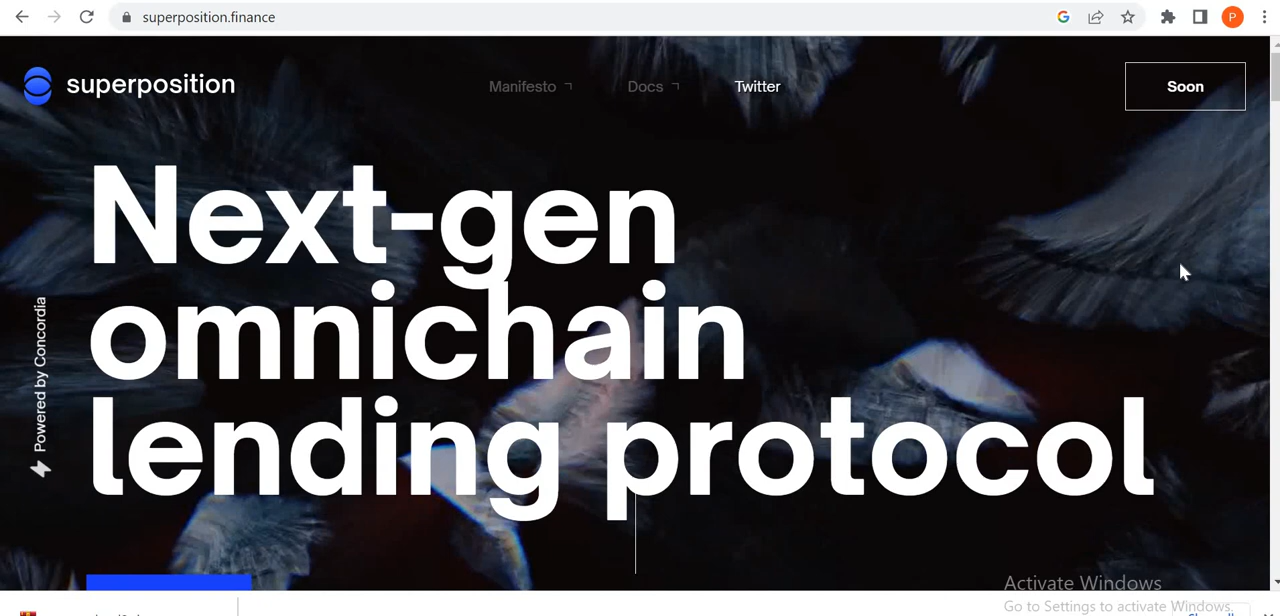 superposition.finance
P
superposition
Manifesto
Docs
Twitter
Soon
Next-gen
omnichain
lending protocol
Powered by Concordia
Activate Windows
Go to Settings to activate Windows.